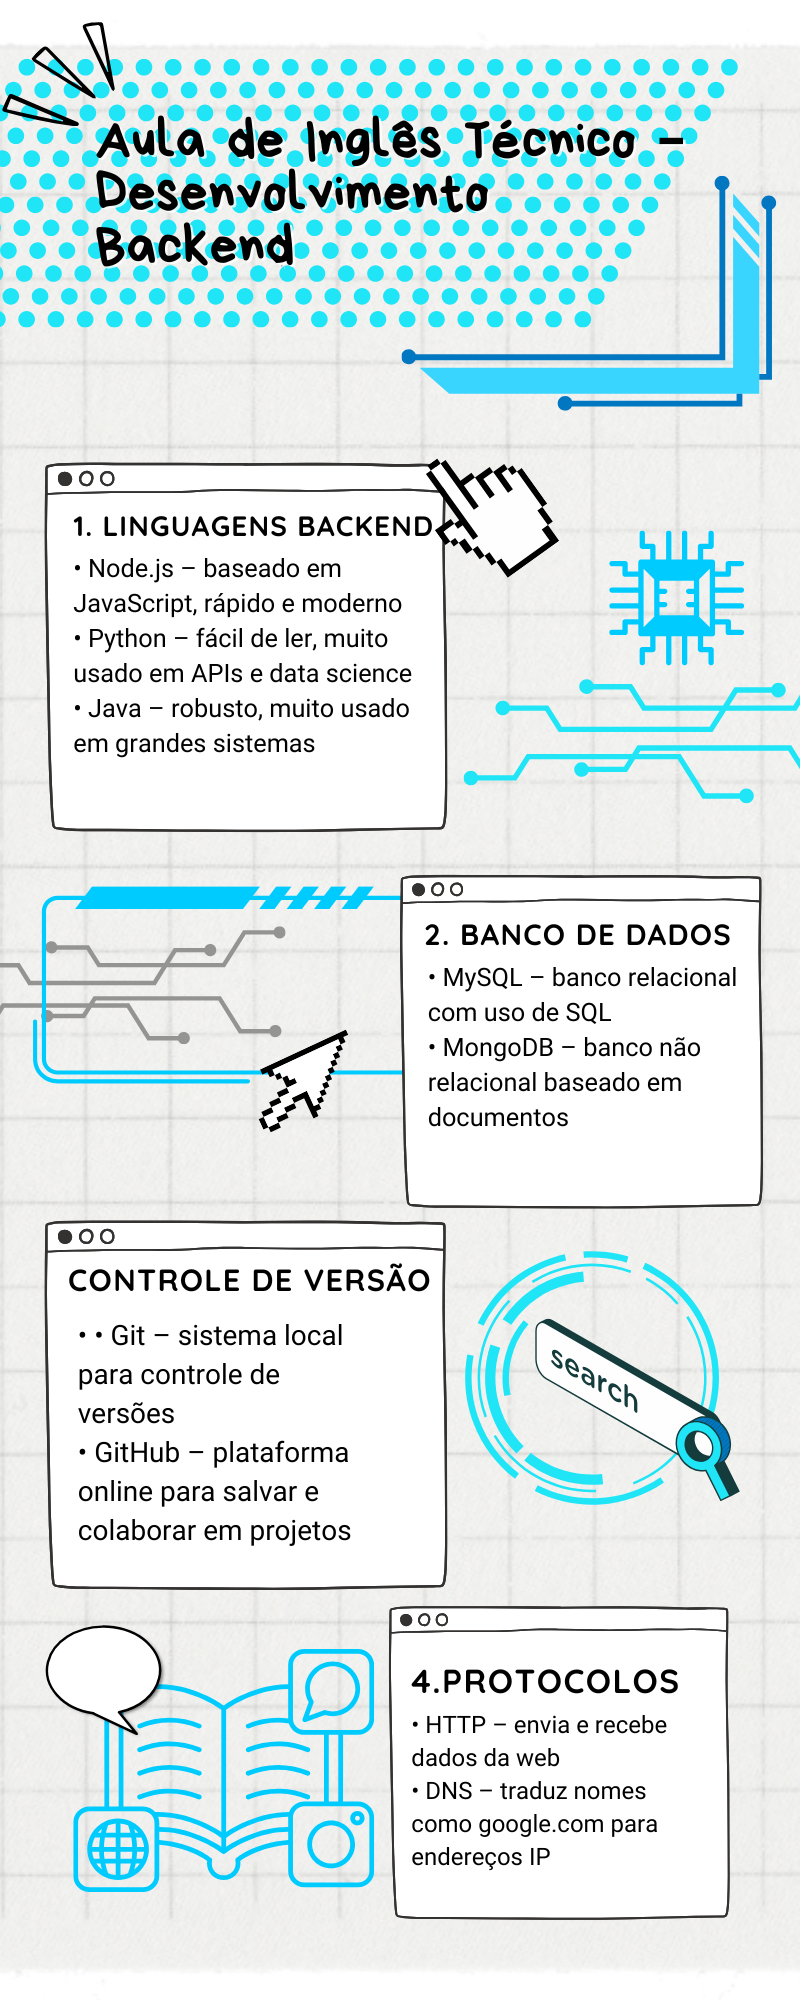 Aula de Inglês Técnico –
Desenvolvimento
Backend
1. LINGUAGENS BACKEND
• Node.js – baseado em
JavaScript, rápido e moderno
• Python – fácil de ler, muito
usado em APIs e data science
• Java – robusto, muito usado
em grandes sistemas
2. BANCO DE DADOS
• MySQL – banco relacional
com uso de SQL
• MongoDB – banco não
relacional baseado em
documentos
CONTROLE DE VERSÃO
• • Git – sistema local
para controle de
versões
• GitHub – plataforma
online para salvar e
colaborar em projetos
search
4.PROTOCOLOS
• HTTP – envia e recebe
dados da web
• DNS – traduz nomes
como google.com para
endereços IP